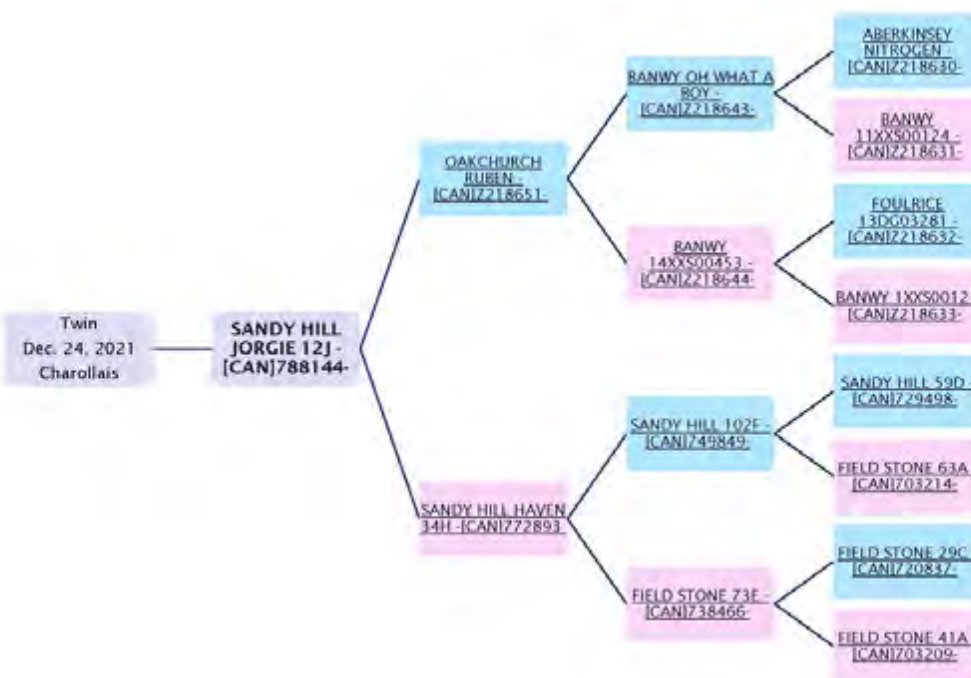 Twin
Dec. 24, 2021
Charollais
SANDY HILL
JORGIE 12J -
[CAN]788144-
OAKCHURCH
RUBEN -
[CAN]Z218651-
SANDY HILL HAVEN
34H -[CAN]772893
BANWY OH WHAT A
BOY -
[CAN]Z218643-
BANWY
14XXS00453 -
[CAN]Z218644-
SANDY HILL 102F -
[CAN]749849-
FIELD STONE 73E -
[CAN]738466-
ABERKINSEY
NITROGEN -
[CAN]Z218630-
BANWY
11XXS00124 -
[CAN]Z218631-
FOULRICE
13DG03281 -
[CAN]Z218632-
BANWY 1XXS0012
[CAN]Z218633-
SANDY HILL 59D -
[CAN]729498-
FIELD STONE 63A
[CAN]703214-
FIELD STONE 29C
[CAN]720837-
FIELD STONE 41A
[CAN]703209-